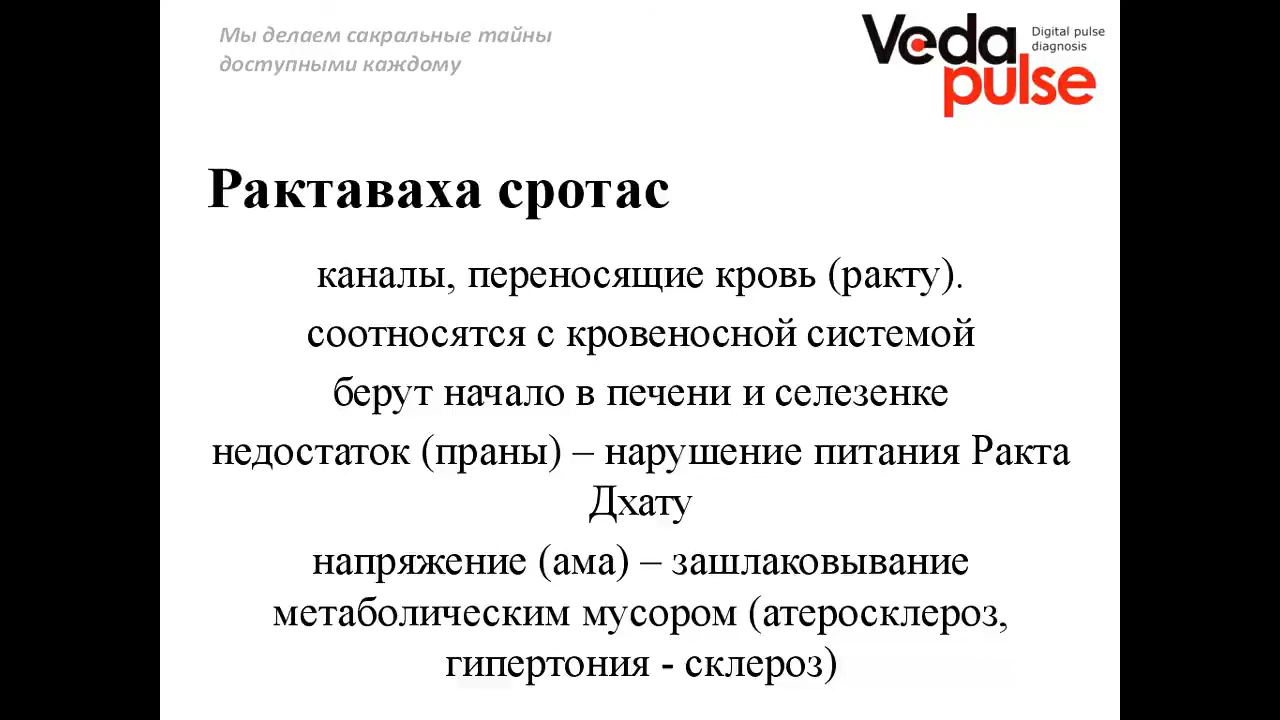 Мы делаем сакральные тайны
доступными каждому
Veda
pulse
Digital pulse
diagnosis
Рактаваха сротас
каналы, переносящие кровь (ракту).
соотносятся с кровеносной системой
берут начало в печени и селезенке
недостаток (праны) – нарушение питания Ракта
Дхату
напряжение (ама) – зашлаковывание
метаболическим мусором (атеросклероз,
гипертония - склероз)